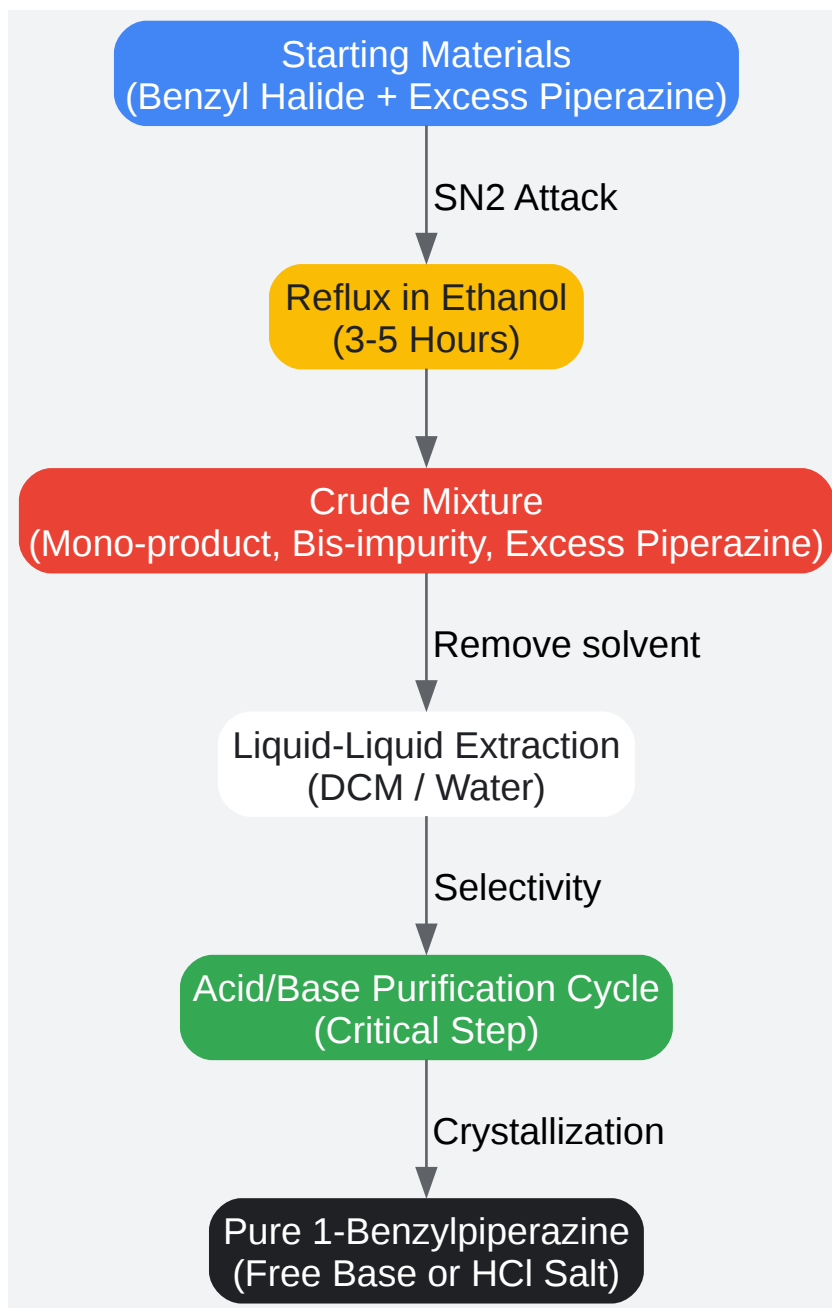 Starting Materials
(Benzyl Halide + Excess Piperazine)
SN2 Attack
Reflux in Ethanol
(3-5 Hours)
Crude Mixture
(Mono-product, Bis-impurity, Excess Piperazine)
Remove solvent
Liquid-Liquid Extraction
(DCM / Water)
Selectivity
Acid/Base Purification Cycle
(Critical Step)
Crystallization
Pure 1-Benzylpiperazine
(Free Base or HCl Salt)